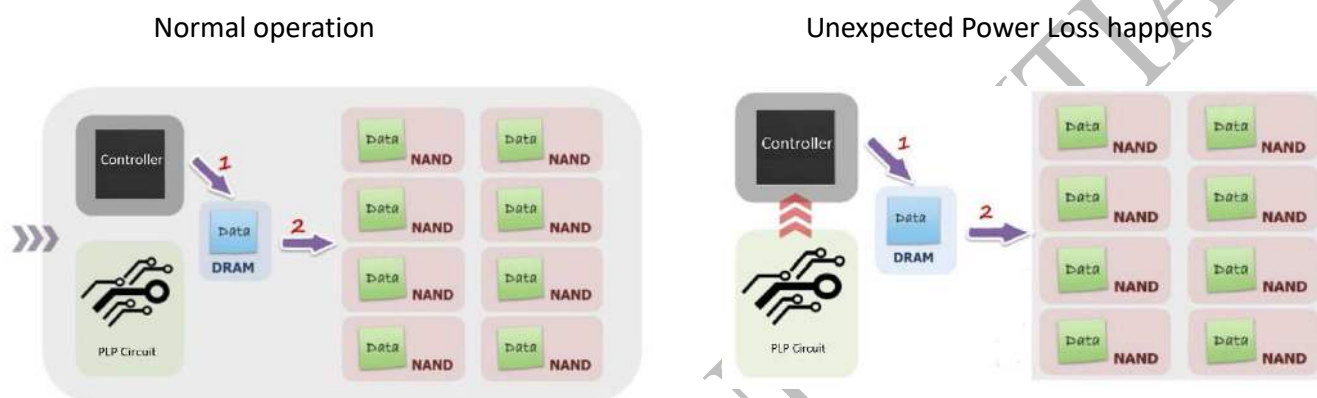 Normal operation
Controller
1
Data
DRAM
2
PLP Circuit
Data
NAND
Data
NAND
Data
NAND
Data
NAND
Data
NAND
Data
NAND
Data
NAND
Data
NAND
Unexpected Power Loss happens
Controller
1
Data
DRAM
2
PLP Circuit
Data
NAND
Data
NAND
Data
NAND
Data
NAND
Data
NAND
Data
NAND
Data
NAND
Data
NAND